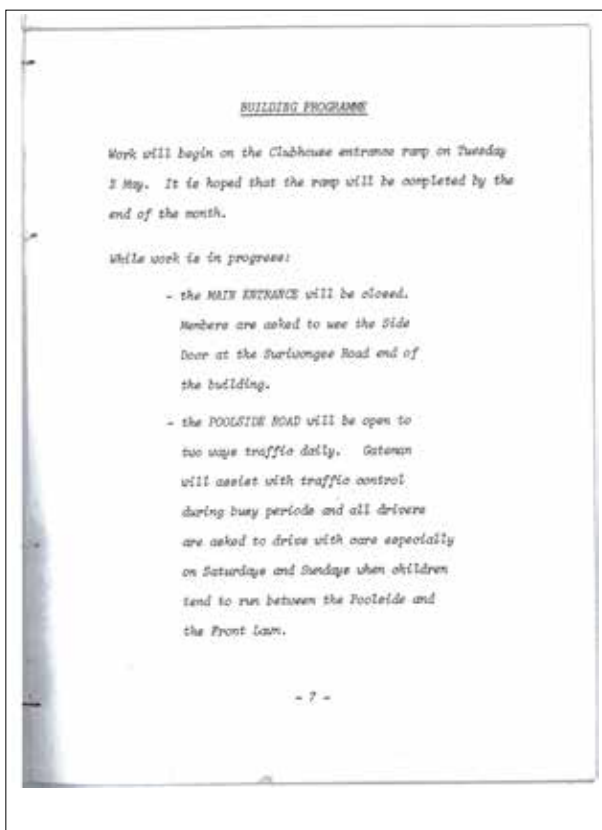 BUILDING PROGRAMME
Work will begin on the Clubhouse entrance ramp on Tuesday
May. It is hoped that the ramp will be completed by the
end of the month.
While work is in progress:
- the MAIN ENTRANCE will be closed.
Members are asked to use the Side
Door at the Suriwongse Road end of
the building.
- the POOLSIDE ROAD will be open to
two ways traffic daily. Gateman
will assist with traffic control
during busy periods and all drivers
are asked to drive with care especially
on Saturdays and Sundays when children
tend to run between the Poolside and
the Front Lawn.
- 7 -